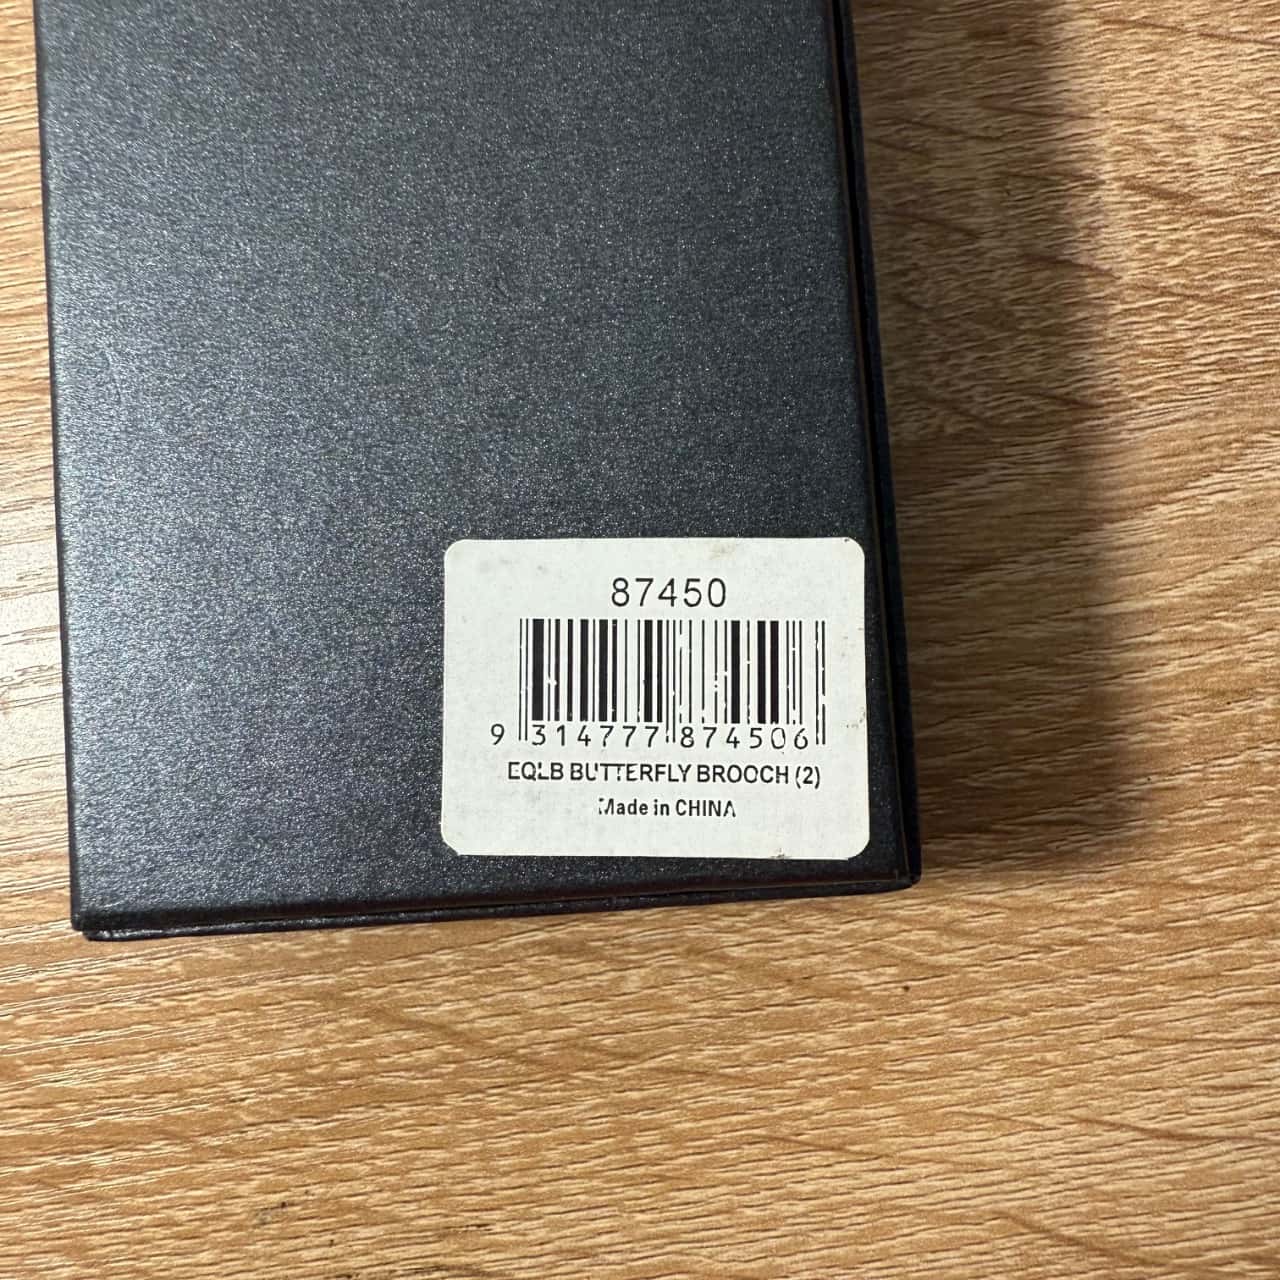 87450
9 314777 874506
EQLB BUTTERFLY BROOCH (2)
Made in CHINA